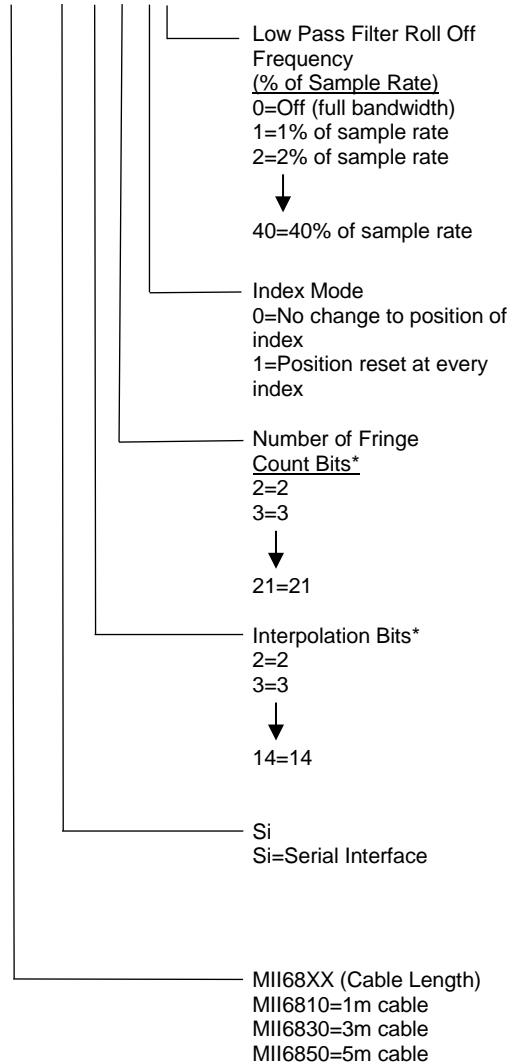 Low Pass Filter Roll Off
Frequency
(% of Sample Rate)
0=Off (full bandwidth)
1=1% of sample rate
2=2% of sample rate
40=40% of sample rate
Index Mode
0=No change to position of
index
1=Position reset at every
index
Number of Fringe
Count Bits*
2=2
3=3
21=21
Interpolation Bits*
2=2
3=3
14=14
Si
Si=Serial Interface
MII68XX (Cable Length)
MII6810=1m cable
MII6830=3m cable
MII6850=5m cable